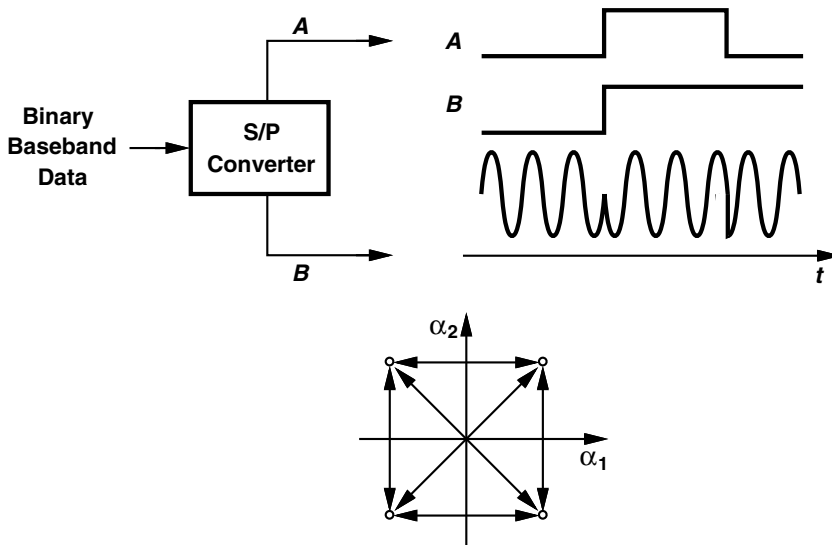 A
A
Binary
Baseband
Data
S/P
Converter
B
B
t
α2
α1